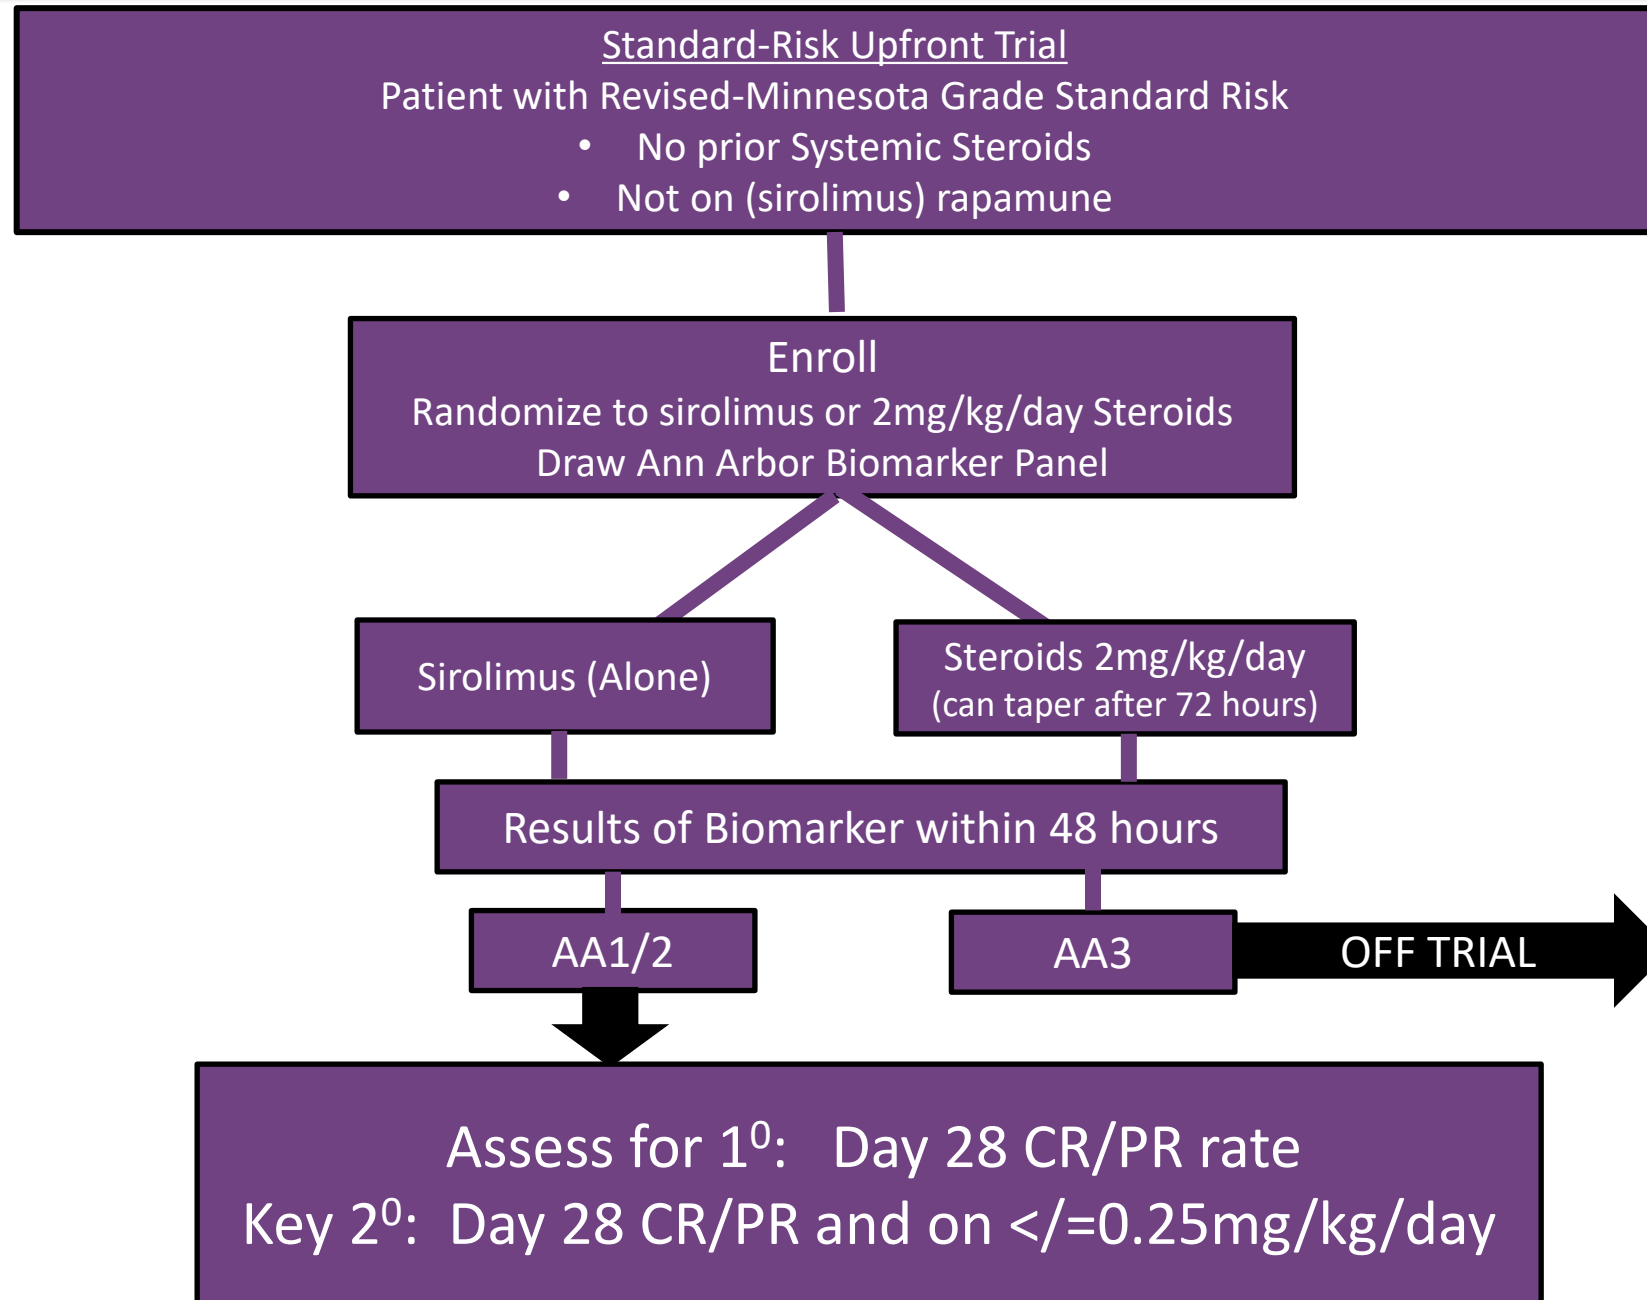 Standard-Risk Upfront Trial
Patient with Revised-Minnesota Grade Standard Risk
• No prior Systemic Steroids
• Not on (sirolimus) rapamune
Enroll
Randomize to sirolimus or 2mg/kg/day Steroids
Draw Ann Arbor Biomarker Panel
Sirolimus (Alone)
Steroids 2mg/kg/day
(can taper after 72 hours)
Results of Biomarker within 48 hours
AA1/2
AA3
OFF TRIAL
Assess for 1⁰: Day 28 CR/PR rate
Key 2⁰: Day 28 CR/PR and on </=0.25mg/kg/day